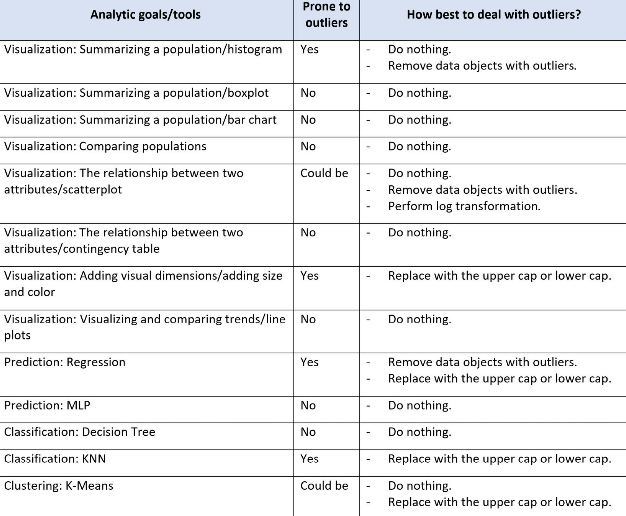 Analytic goals/tools
Prone to
outliers
How best to deal with outliers?
Visualization: Summarizing a population/histogram
Yes
- Do nothing.
- Remove data objects with outliers.
Visualization: Summarizing a population/boxplot
No
- Do nothing.
Visualization: Summarizing a population/bar chart
No
- Do nothing.
Visualization: Comparing populations
No
- Do nothing.
Visualization: The relationship between two
attributes/scatterplot
Could be
- Do nothing.
- Remove data objects with outliers.
- Perform log transformation.
Visualization: The relationship between two
attributes/contingency table
No
- Do nothing.
Visualization: Adding visual dimensions/adding size
and color
Yes
- Replace with the upper cap or lower cap.
Visualization: Visualizing and comparing trends/line
plots
No
- Do nothing.
Prediction: Regression
Yes
- Remove data objects with outliers.
- Replace with the upper cap or lower cap.
Prediction: MLP
No
- Do nothing.
Classification: Decision Tree
No
- Do nothing.
Classification: KNN
Yes
- Replace with the upper cap or lower cap.
Clustering: K-Means
Could be
- Do nothing.
- Replace with the upper cap or lower cap.